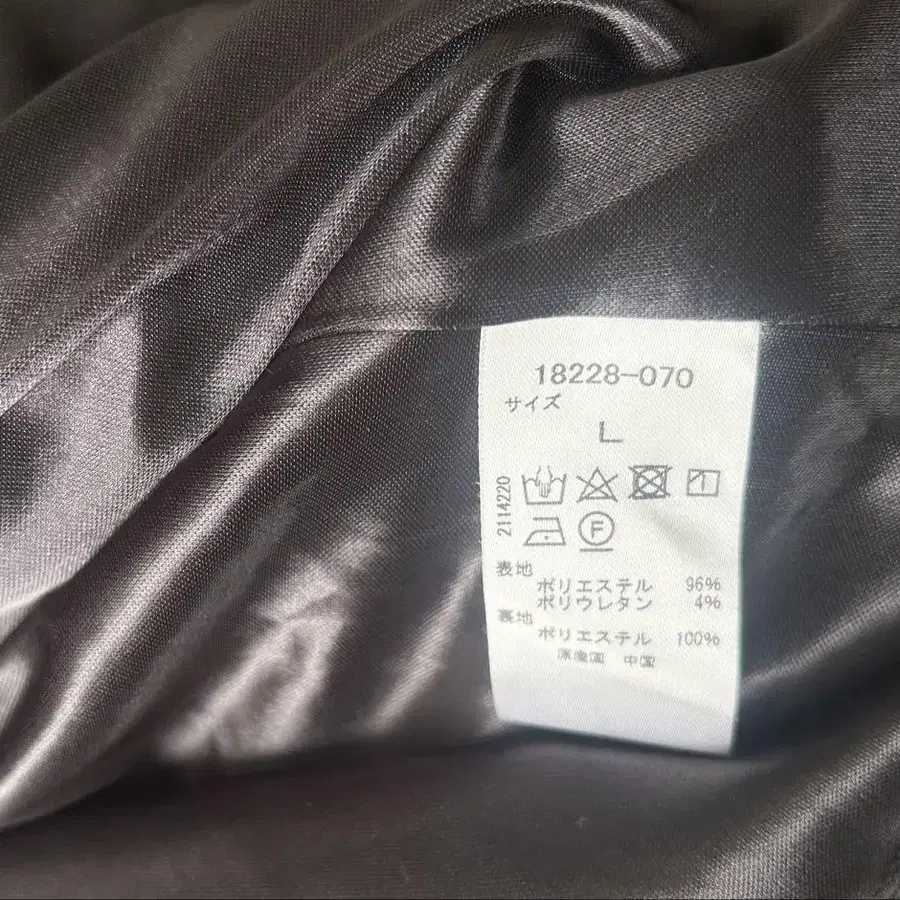 18228-070
サイズ
L
2114220
F
表地
ポリエステル 96%
ポリウレタン 4%
裏地
ポリエステル 100%
原産国 中国